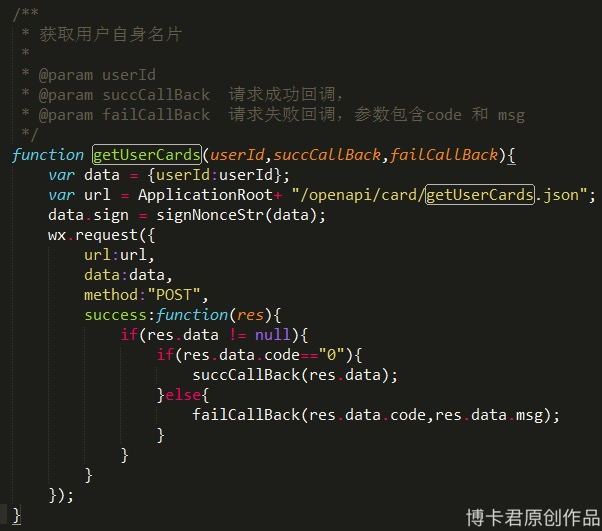 /**
 * 获取用户自身名片
 *
 * @param userId
 * @param succCallBack  请求成功回调,
 * @param failCallBack  请求失败回调, 参数包含code 和 msg
 */
function getUserCards(userId,succCallBack,failCallBack){
    var data = {userId:userId};
    var url = ApplicationRoot+ "/openapi/card/getUserCards.json";
    data.sign = signNonceStr(data);
    wx.request({
        url:url,
        data:data,
        method:"POST",
        success:function(res){
            if(res.data != null){
                if(res.data.code=="0"){
                    succCallBack(res.data);
                }else{
                    failCallBack(res.data.code,res.data.msg);
                }
            }
        }
    });
}
博卡君原创作品